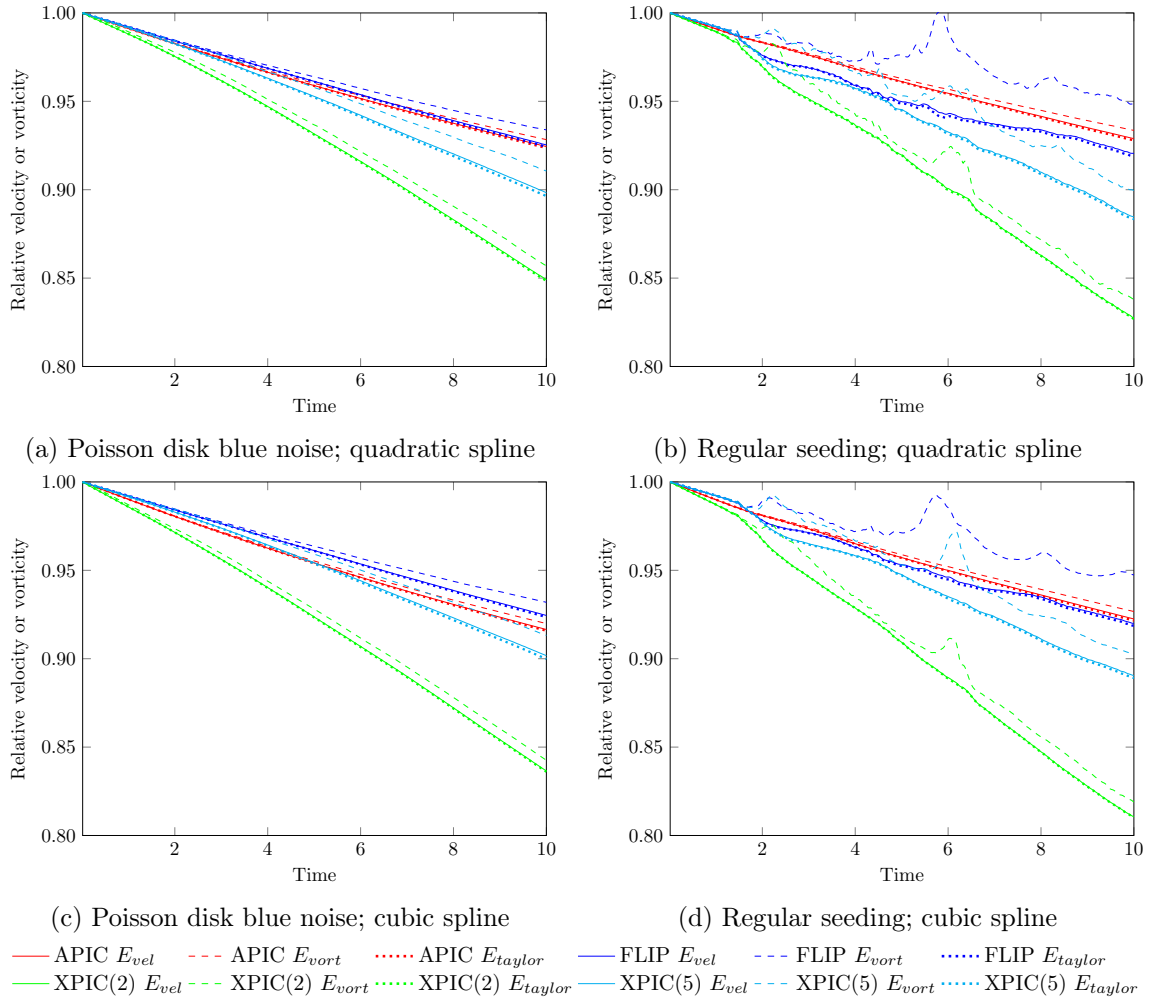 1.00
0.95
0.90
0.85
0.80
2 4 6 8 10
Time
Relative velocity or vorticity
(a) Poisson disk blue noise; quadratic spline
1.00
0.95
0.90
0.85
0.80
2 4 6 8 10
Time
Relative velocity or vorticity
(b) Regular seeding; quadratic spline
1.00
0.95
0.90
0.85
0.80
2 4 6 8 10
Time
Relative velocity or vorticity
(c) Poisson disk blue noise; cubic spline
1.00
0.95
0.90
0.85
0.80
2 4 6 8 10
Time
Relative velocity or vorticity
(d) Regular seeding; cubic spline
APIC E_vel APIC E_vort APIC E_taylor FLIP E_vel FLIP E_vort FLIP E_taylor
XPIC(2) E_vel XPIC(2) E_vort XPIC(2) E_taylor XPIC(5) E_vel XPIC(5) E_vort XPIC(5) E_taylor